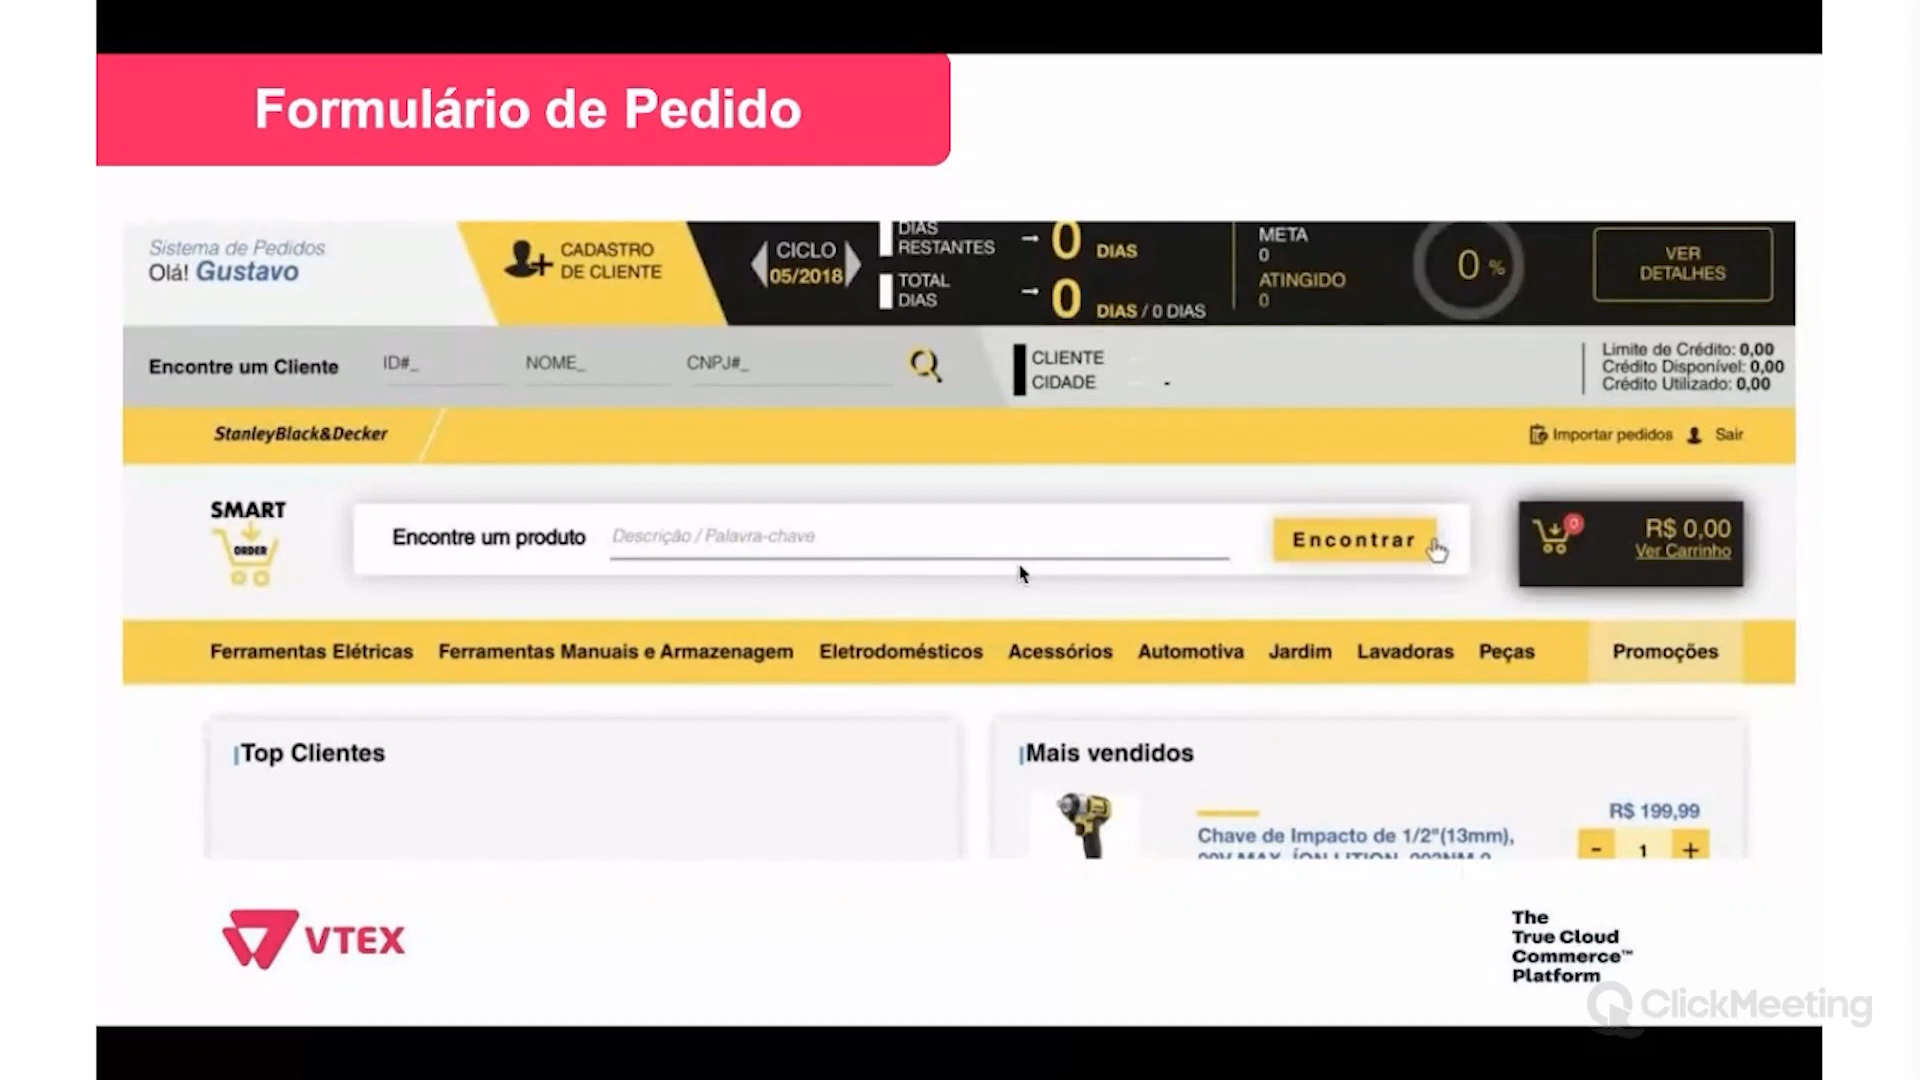 Formulário de Pedido
Sistema de Pedidos
Olá! Gustavo
CADASTRO
DE CLIENTE
CICLO
05/2018
DIAS
RESTANTES
0 DIAS
TOTAL
DIAS
0 DIAS / 0 DIAS
META
0
ATINGIDO
0
0 %
VER
DETALHES
Encontre um Cliente
ID#_
NOME_
CNPJ#_
CLIENTE
CIDADE
-
Limite de Crédito: 0,00
Crédito Disponível: 0,00
Crédito Utilizado: 0,00
StanleyBlack&Decker
Importar pedidos
Sair
SMART
ORDER
Encontre um produto
Descrição / Palavra-chave
Encontrar
0
R$ 0,00
Ver Carrinho
Ferramentas Elétricas
Ferramentas Manuais e Armazenagem
Eletrodomésticos
Acessórios
Automotiva
Jardim
Lavadoras
Peças
Promoções
Top Clientes
Mais vendidos
Chave de Impacto de 1/2"(13mm),
R$ 199,99
- 1 +
VTEX
The
True Cloud
Commerce™
Platform
ClickMeeting